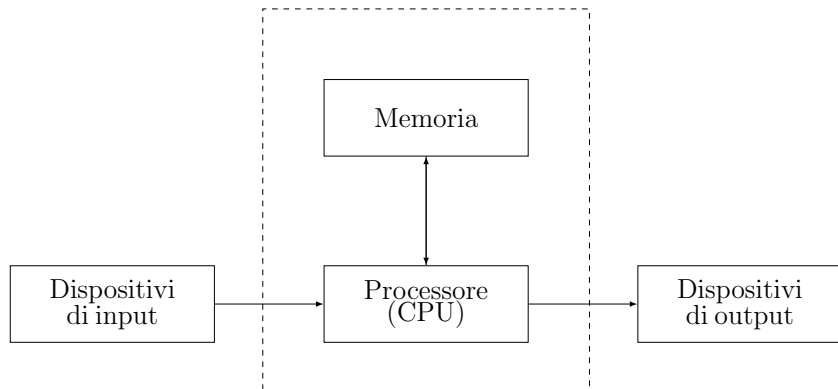 Memoria
Dispositivi
di input
Processore
(CPU)
Dispositivi
di output